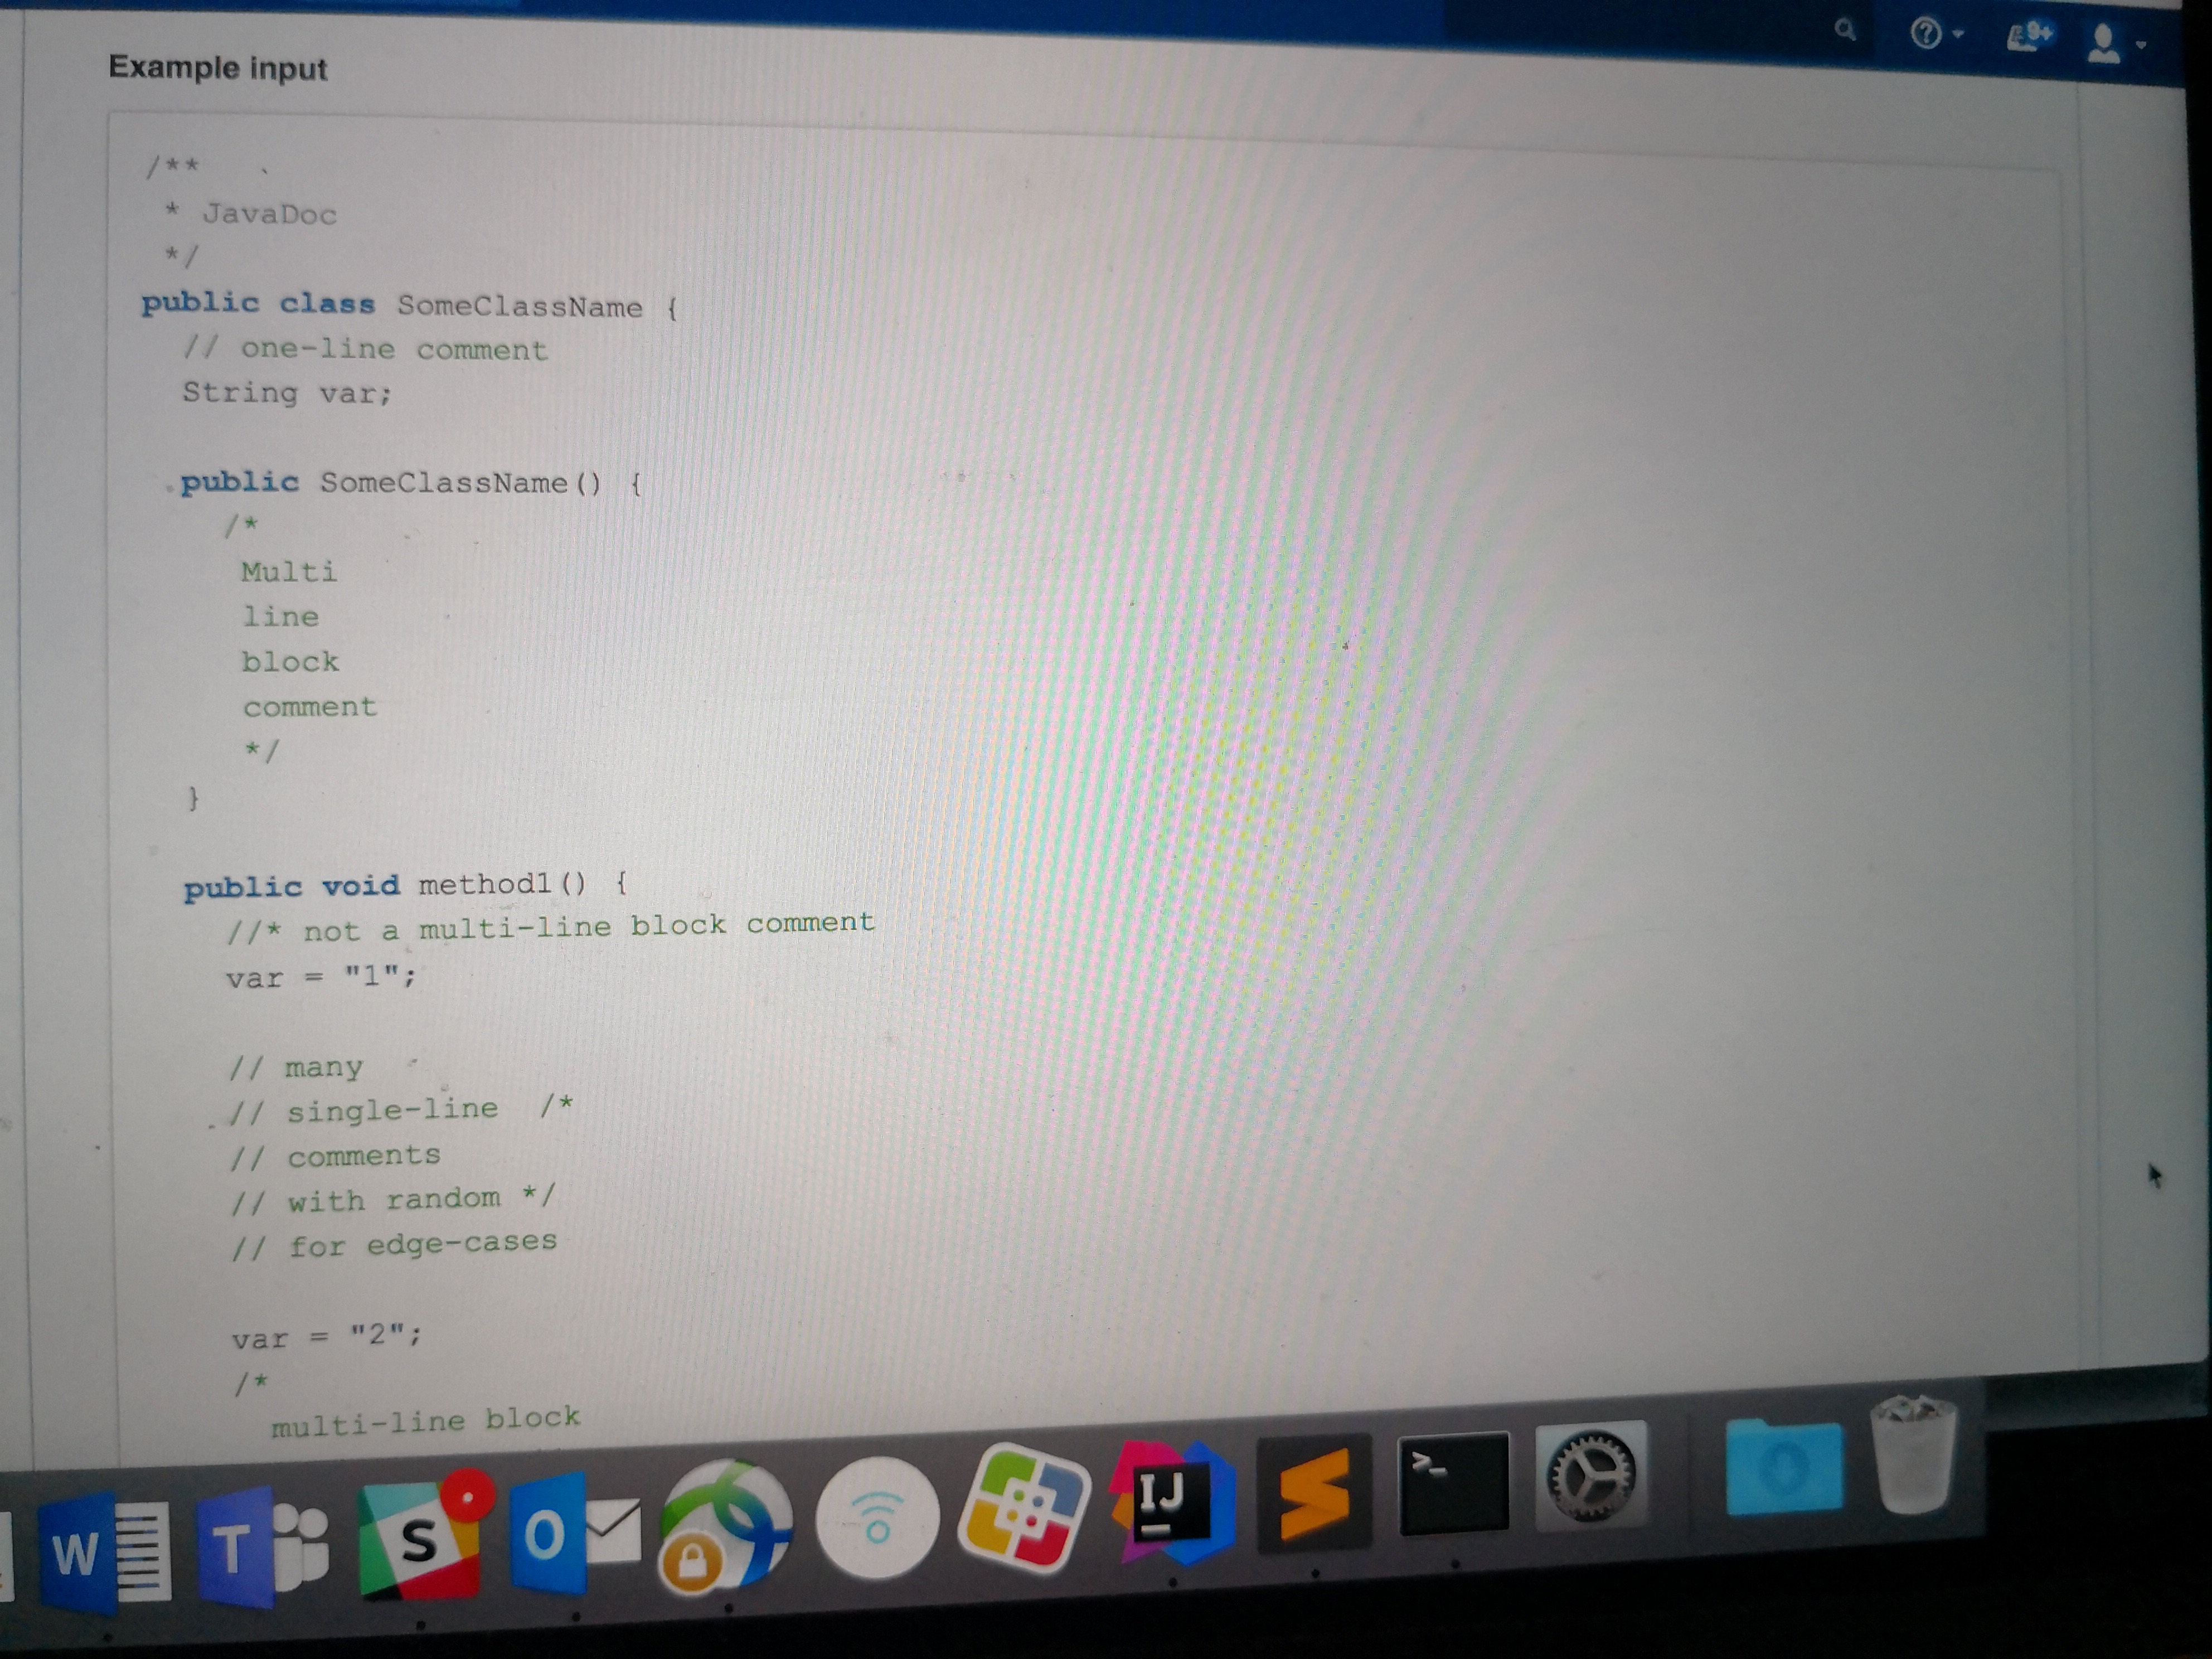 9+
Example input
/**
 * JavaDoc
 */
public class SomeClassName {
  // one-line comment
  String var;

  public SomeClassName() {
    /*
     Multi
     line
     block
     comment
     */
  }

  public void method1() {
    //* not a multi-line block comment
    var = "1";

    // many
    // single-line  /*
    // comments
    // with random */
    // for edge-cases

    var = "2";
    /*
      multi-line block
W T S O IJ >_